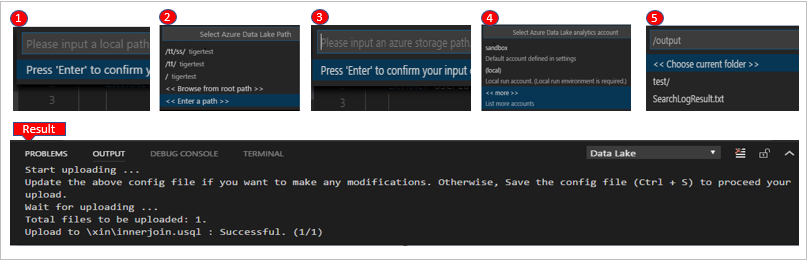 1
Please input a local path
Press 'Enter' to confirm y
3
2
Select Azure Data Lake Path
/tt/ss/ tigertest
/tt/ tigertest
/ tigertest
<< Browse from root path >>
<< Enter a path >>
3
Please input an azure storage path
Press 'Enter' to confirm your input o
3
4
Select Azure Data Lake analytics account
sandbox
Default account defined in settings
(local)
Local run account. (Local run environment is required.)
<< more >>
List more accounts
5
/output
<< Choose current folder >>
test/
SearchLogResult.txt
Result
PROBLEMS OUTPUT DEBUG CONSOLE TERMINAL Data Lake
Start uploading ...
Update the above config file if you want to make any modifications. Otherwise, Save the config file (Ctrl + S) to proceed your
upload.
Wait for uploading ...
Total files to be uploaded: 1.
Upload to \xin\innerjoin.usql : Successful. (1/1)